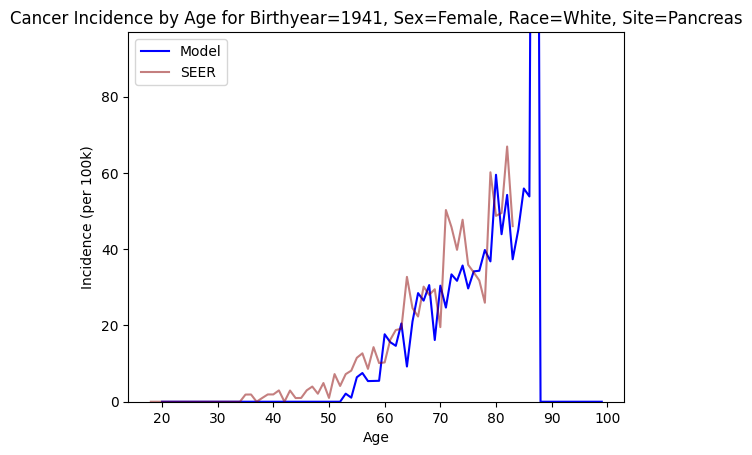 Cancer Incidence by Age for Birthyear=1941, Sex=Female, Race=White, Site=Pancreas
Model
SEER
80
60
40
20
0
Incidence (per 100k)
20 30 40 50 60 70 80 90 100
Age